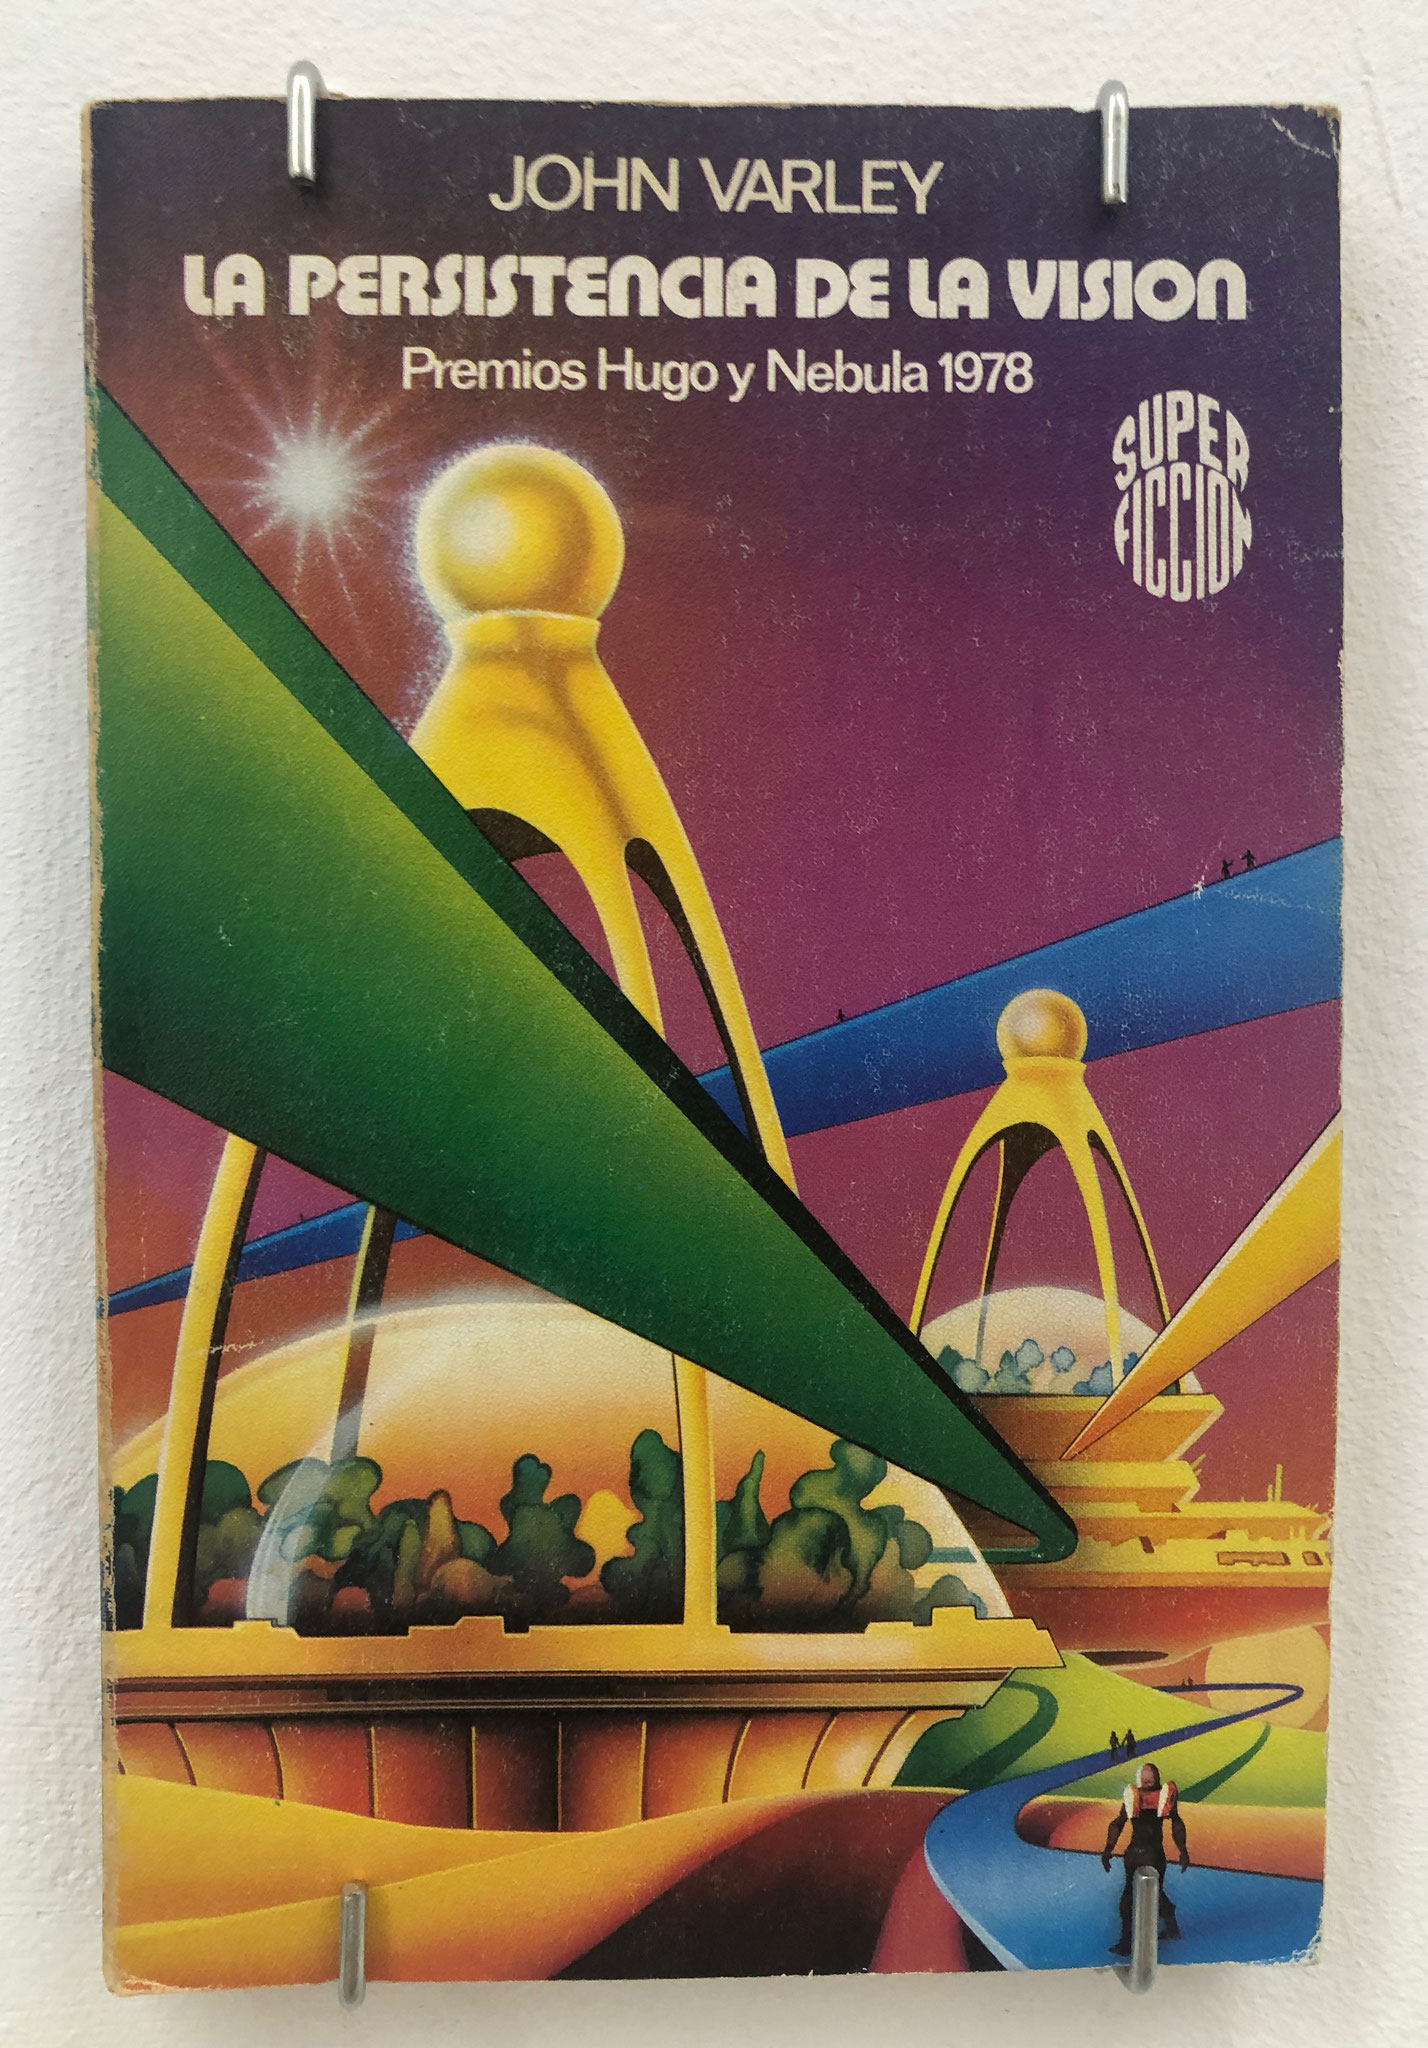 JOHN VARLEY
LA PERSISTENCIA DE LA VISION
Premios Hugo y Nebula 1978
SUPER
FICCION